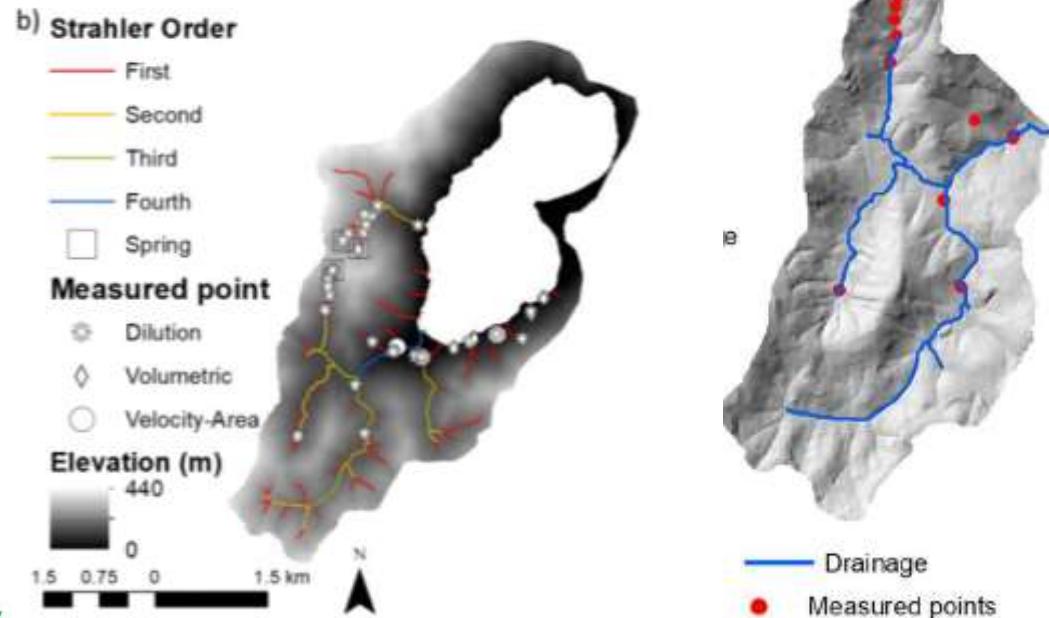 b) Strahler Order
First
Second
Third
Fourth
Spring
Measured point
Dilution
Volumetric
Velocity-Area
Elevation (m)
440
0
1.5 0.75 0 1.5 km
N
Drainage
Measured points